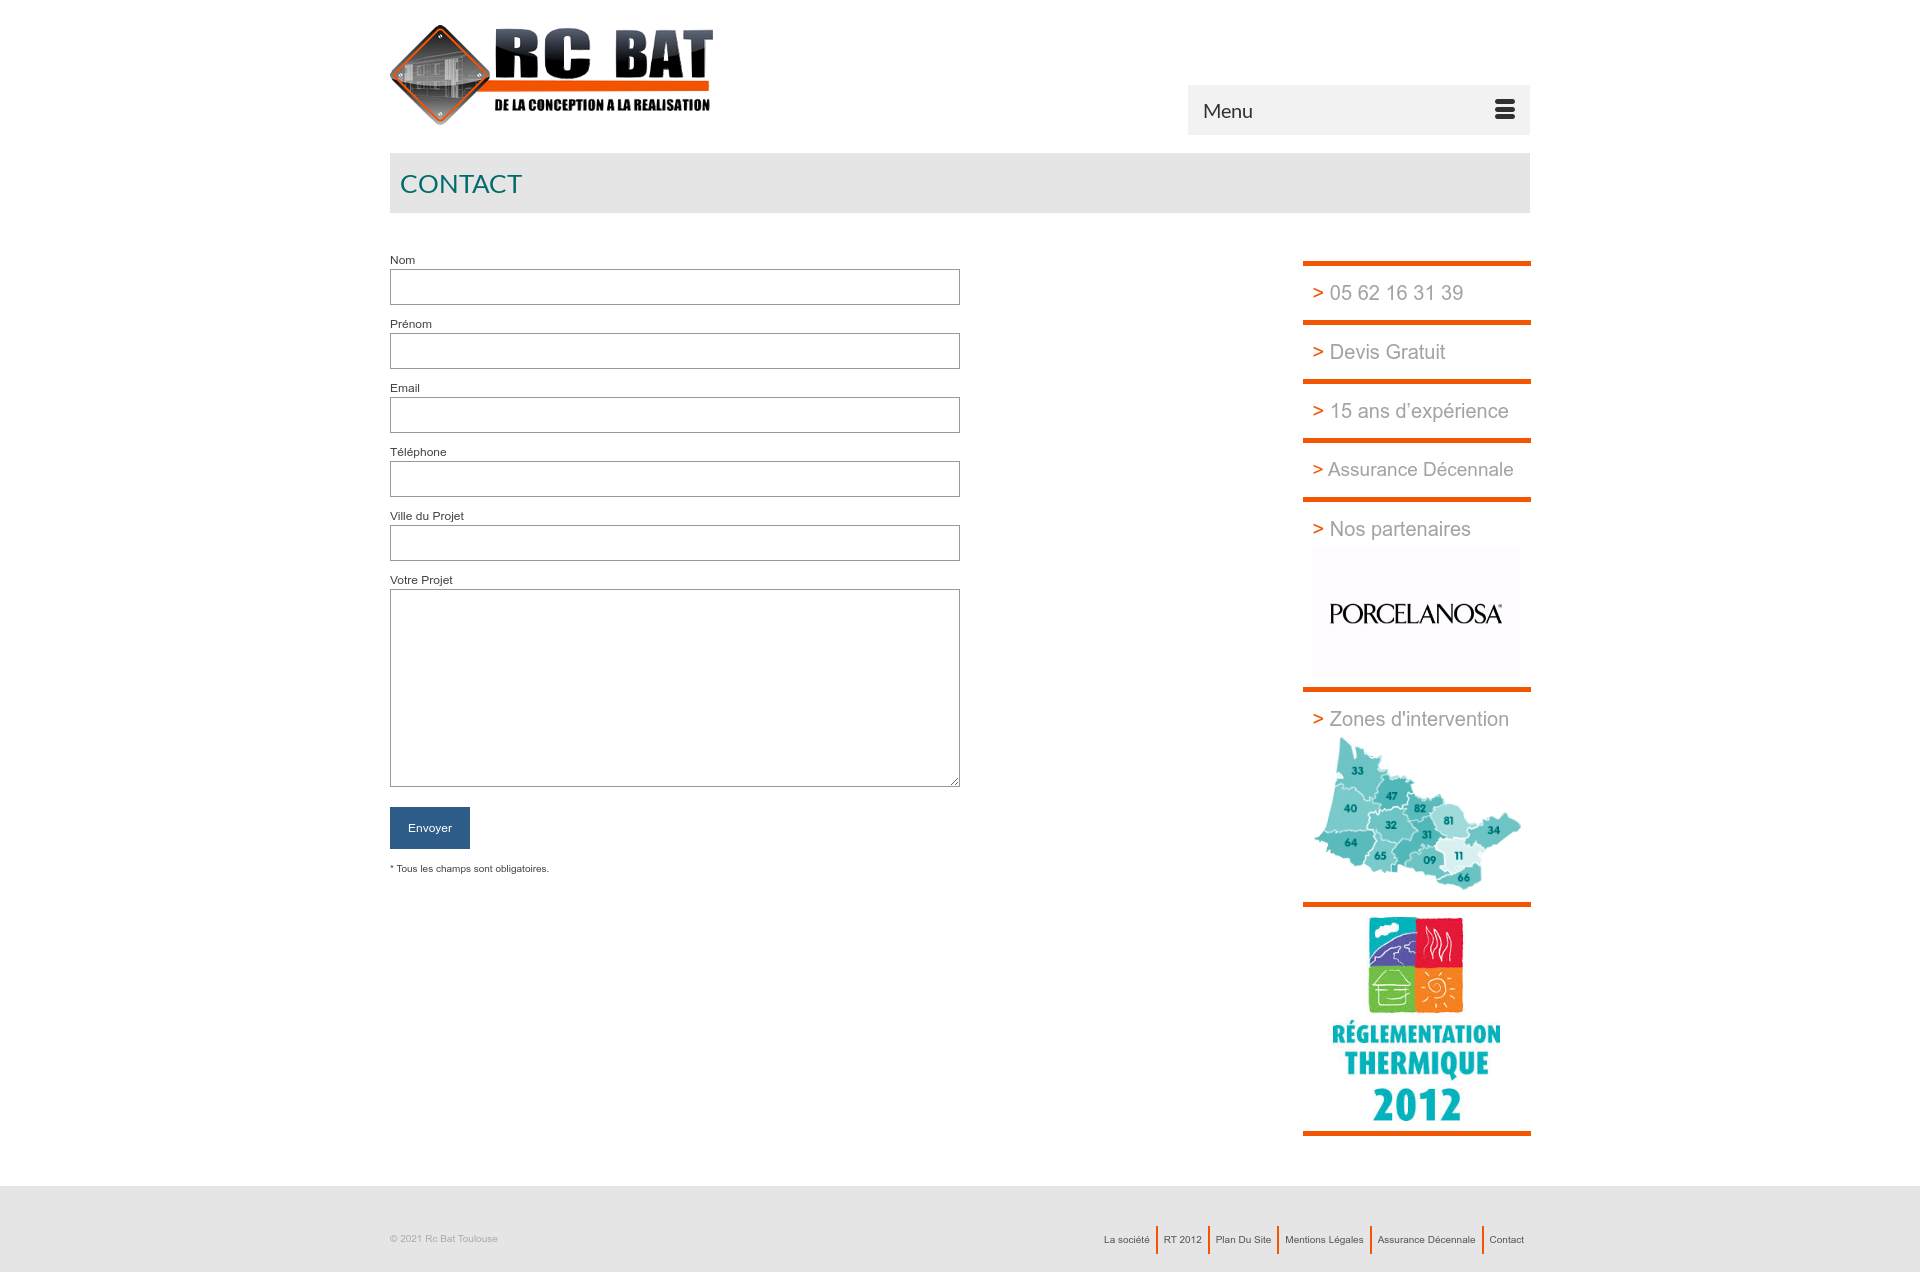 RC BAT
DE LA CONCEPTION A LA REALISATION
Menu
CONTACT
Nom
Prénom
Email
Téléphone
Ville du Projet
Votre Projet
Envoyer
* Tous les champs sont obligatoires.
> 05 62 16 31 39
> Devis Gratuit
> 15 ans d’expérience
> Assurance Décennale
> Nos partenaires
PORCELANOSA®
> Zones d'intervention
33
47
40
82
81
32
31
34
64
65
09
11
66
RÉGLEMENTATION
THERMIQUE
2012
© 2021 Rc Bat Toulouse
La société
RT 2012
Plan Du Site
Mentions Légales
Assurance Décennale
Contact